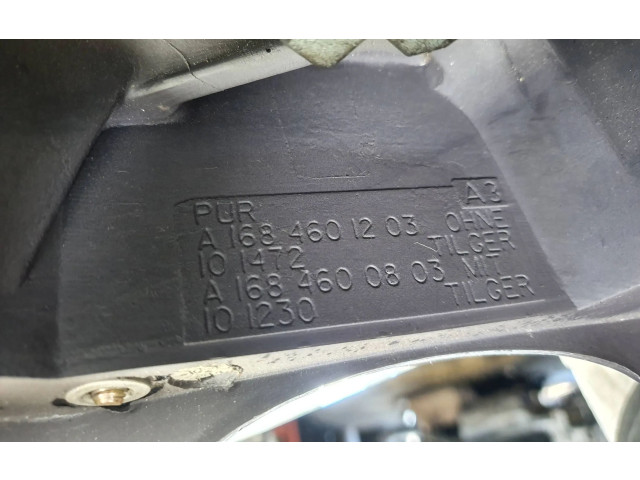 A3
PUR
A 168 460 12 03 OHNE
10 1472 TILGER
A 168 460 08 03 MIT
10 1230 TILGER